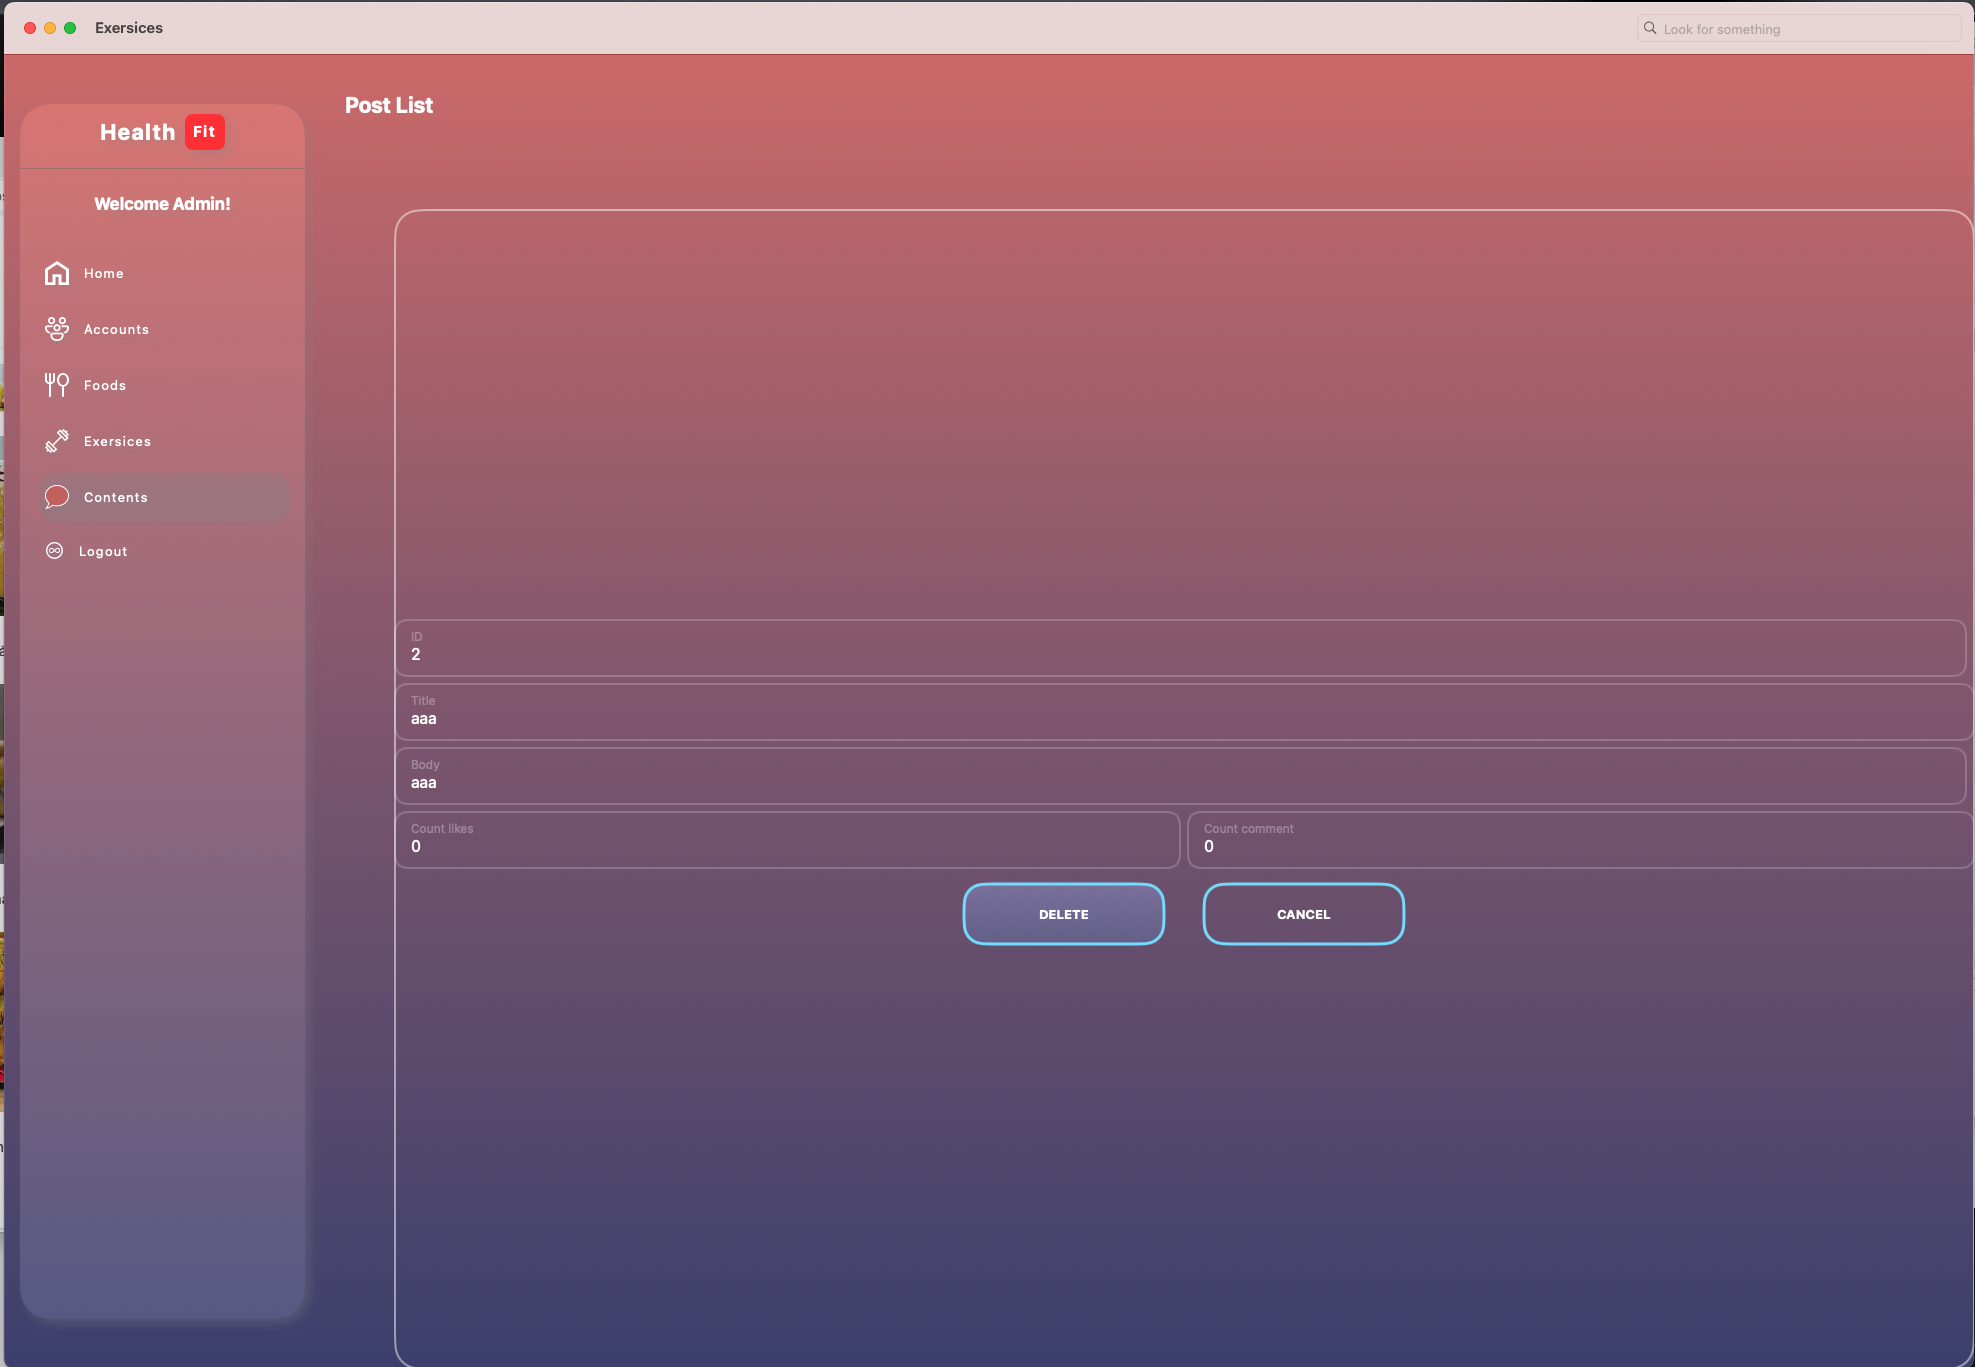 Exersices
Look for something
Post List
Health Fit
Welcome Admin!
Home
Accounts
Foods
Exersices
Contents
Logout
ID
2
Title
aaa
Body
aaa
Count likes
0
Count comment
0
DELETE
CANCEL